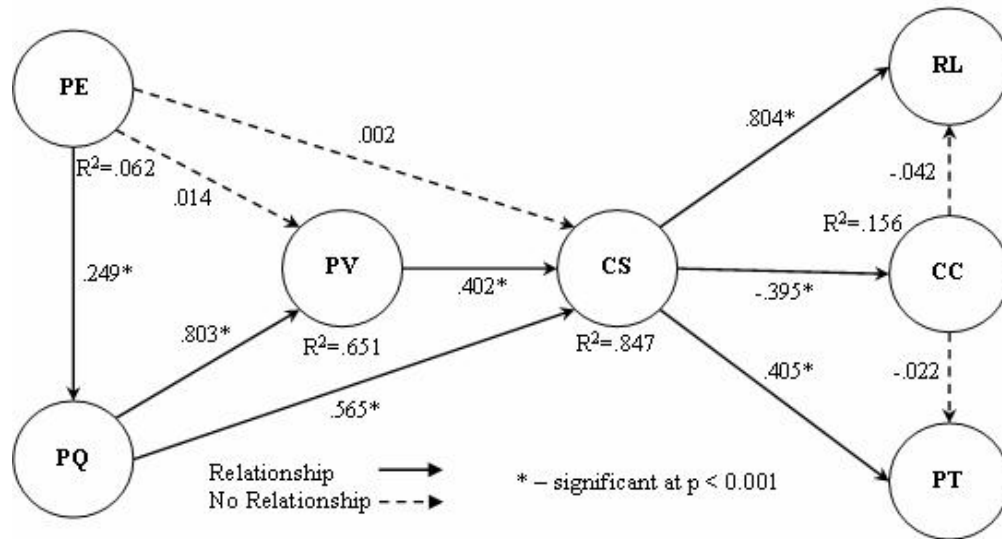 PE
RL
.002
.804*
R²=.062
.014
-.042
R²=.156
.249*
PV
CS
CC
.402*
-.395*
.803*
R²=.651
R²=.847
-.022
.405*
.565*
PQ
Relationship
No Relationship
* – significant at p < 0.001
PT